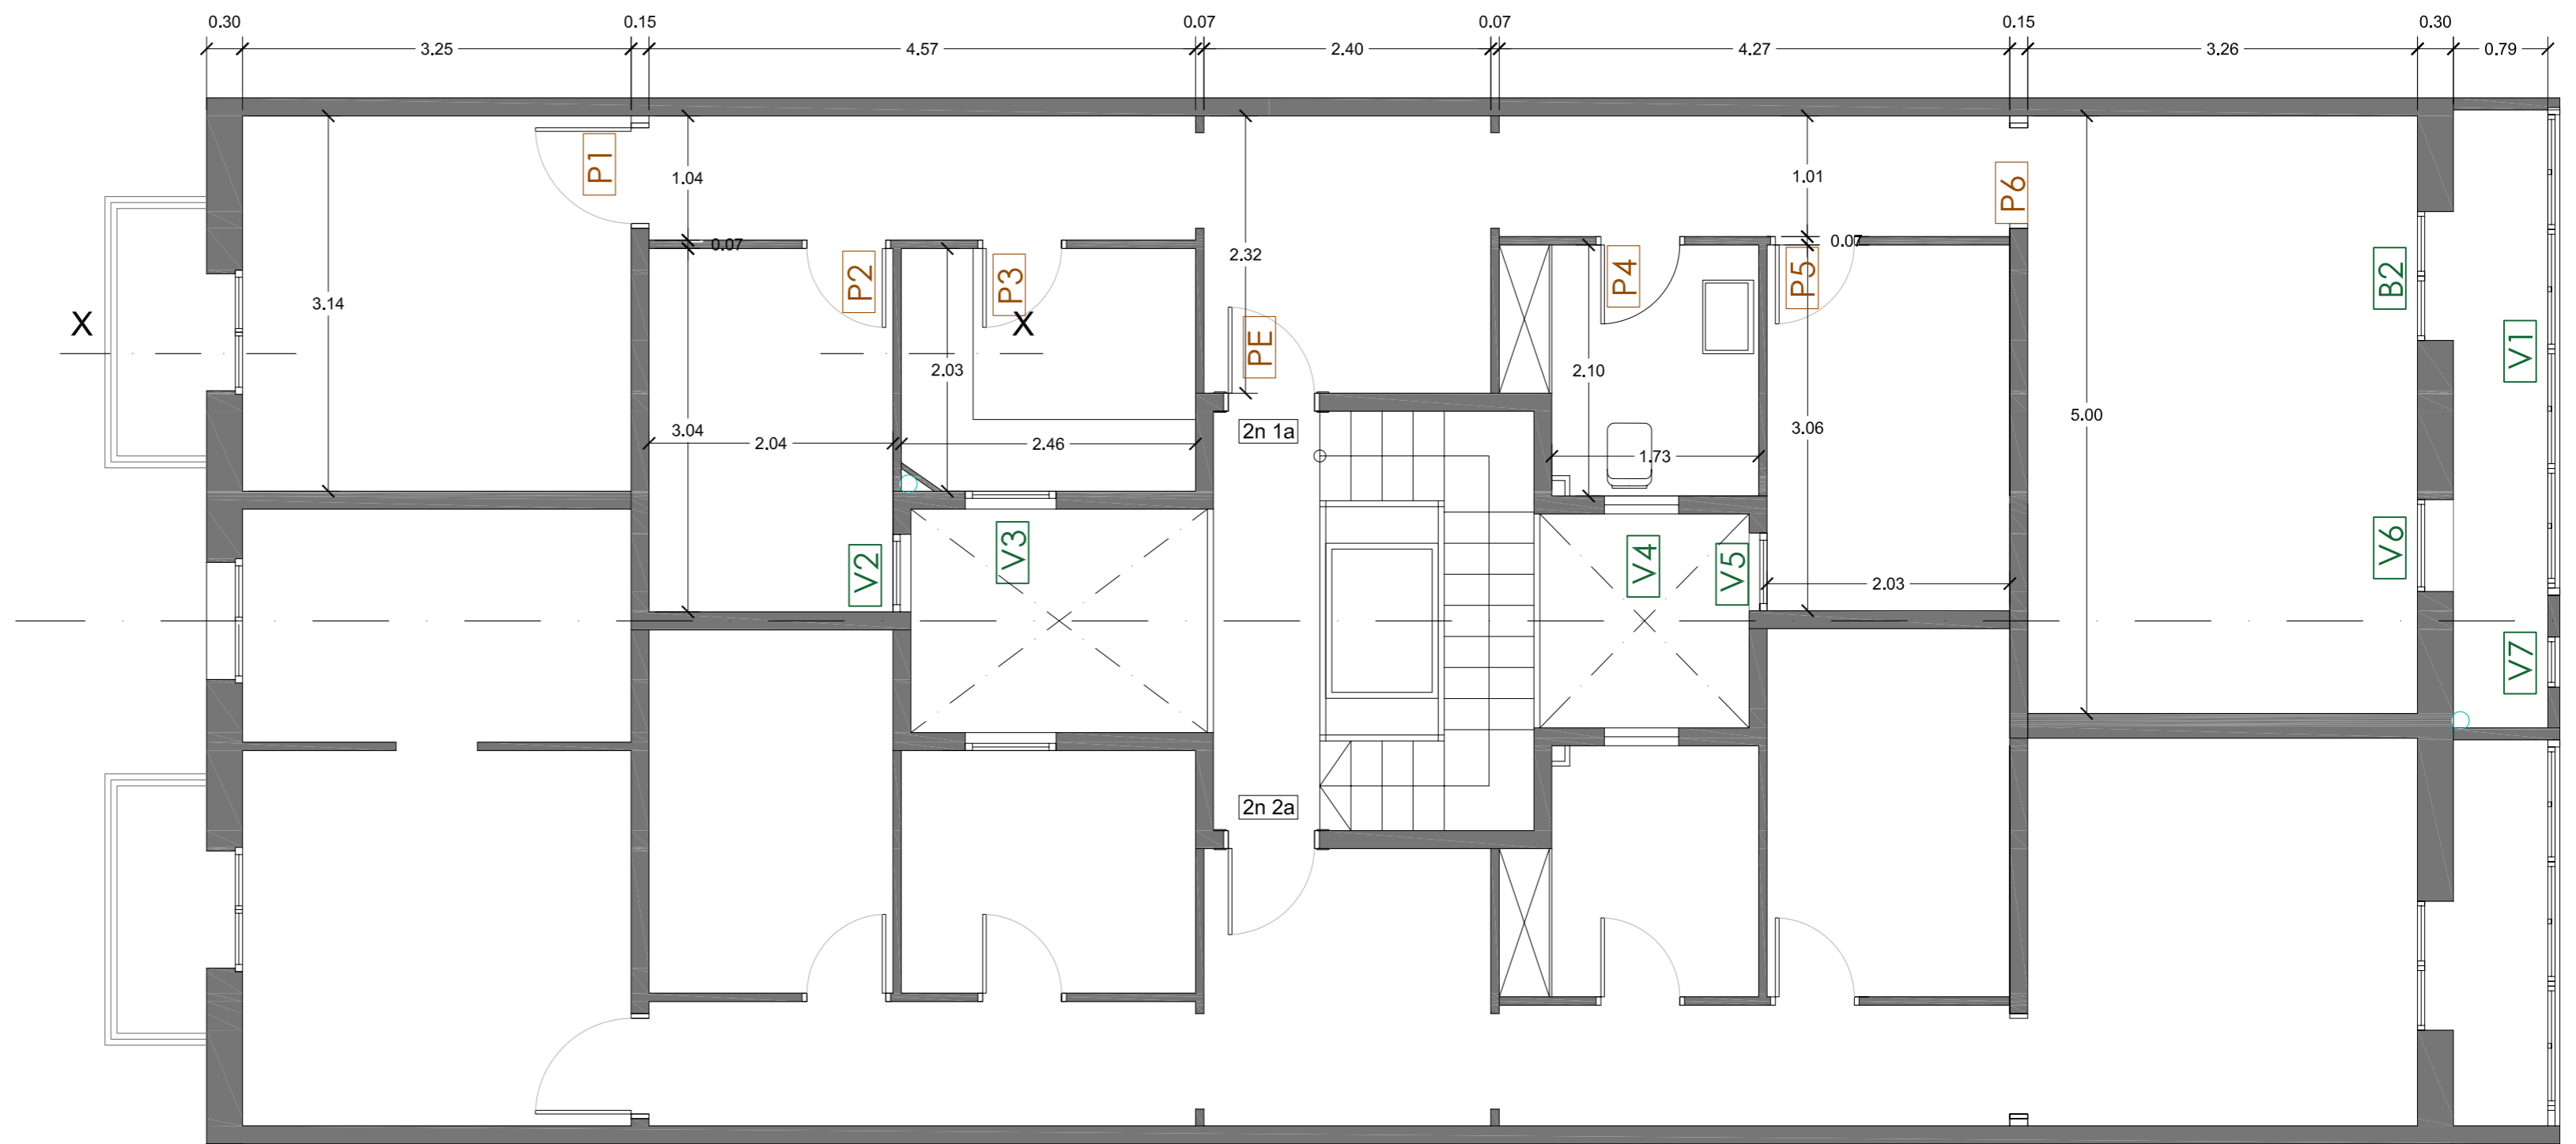 0.30 0.15 0.07 0.07 0.15 0.30
3.25 4.57 2.40 4.27 3.26 0.79
P1
1.04
1.01
P6
0.07
0.07
2.32
P2
P3
P4
P5
B2
3.14
X
X
PE
V1
2.03
2.10
5.00
3.04
2.04
2.46
2n 1a
1.73
3.06
V2
V3
V4
V5
2.03
V6
V7
2n 2a